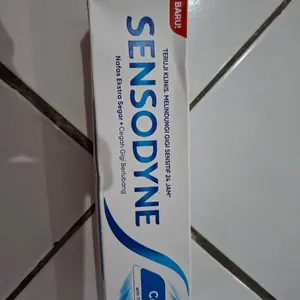 BARU!
TERUJI KLINIS, MELINDUNGI GIGI SENSITIF 24 JAM*
SENSODYNE
Nafas Ekstra Segar • Cegah Gigi Berlubang